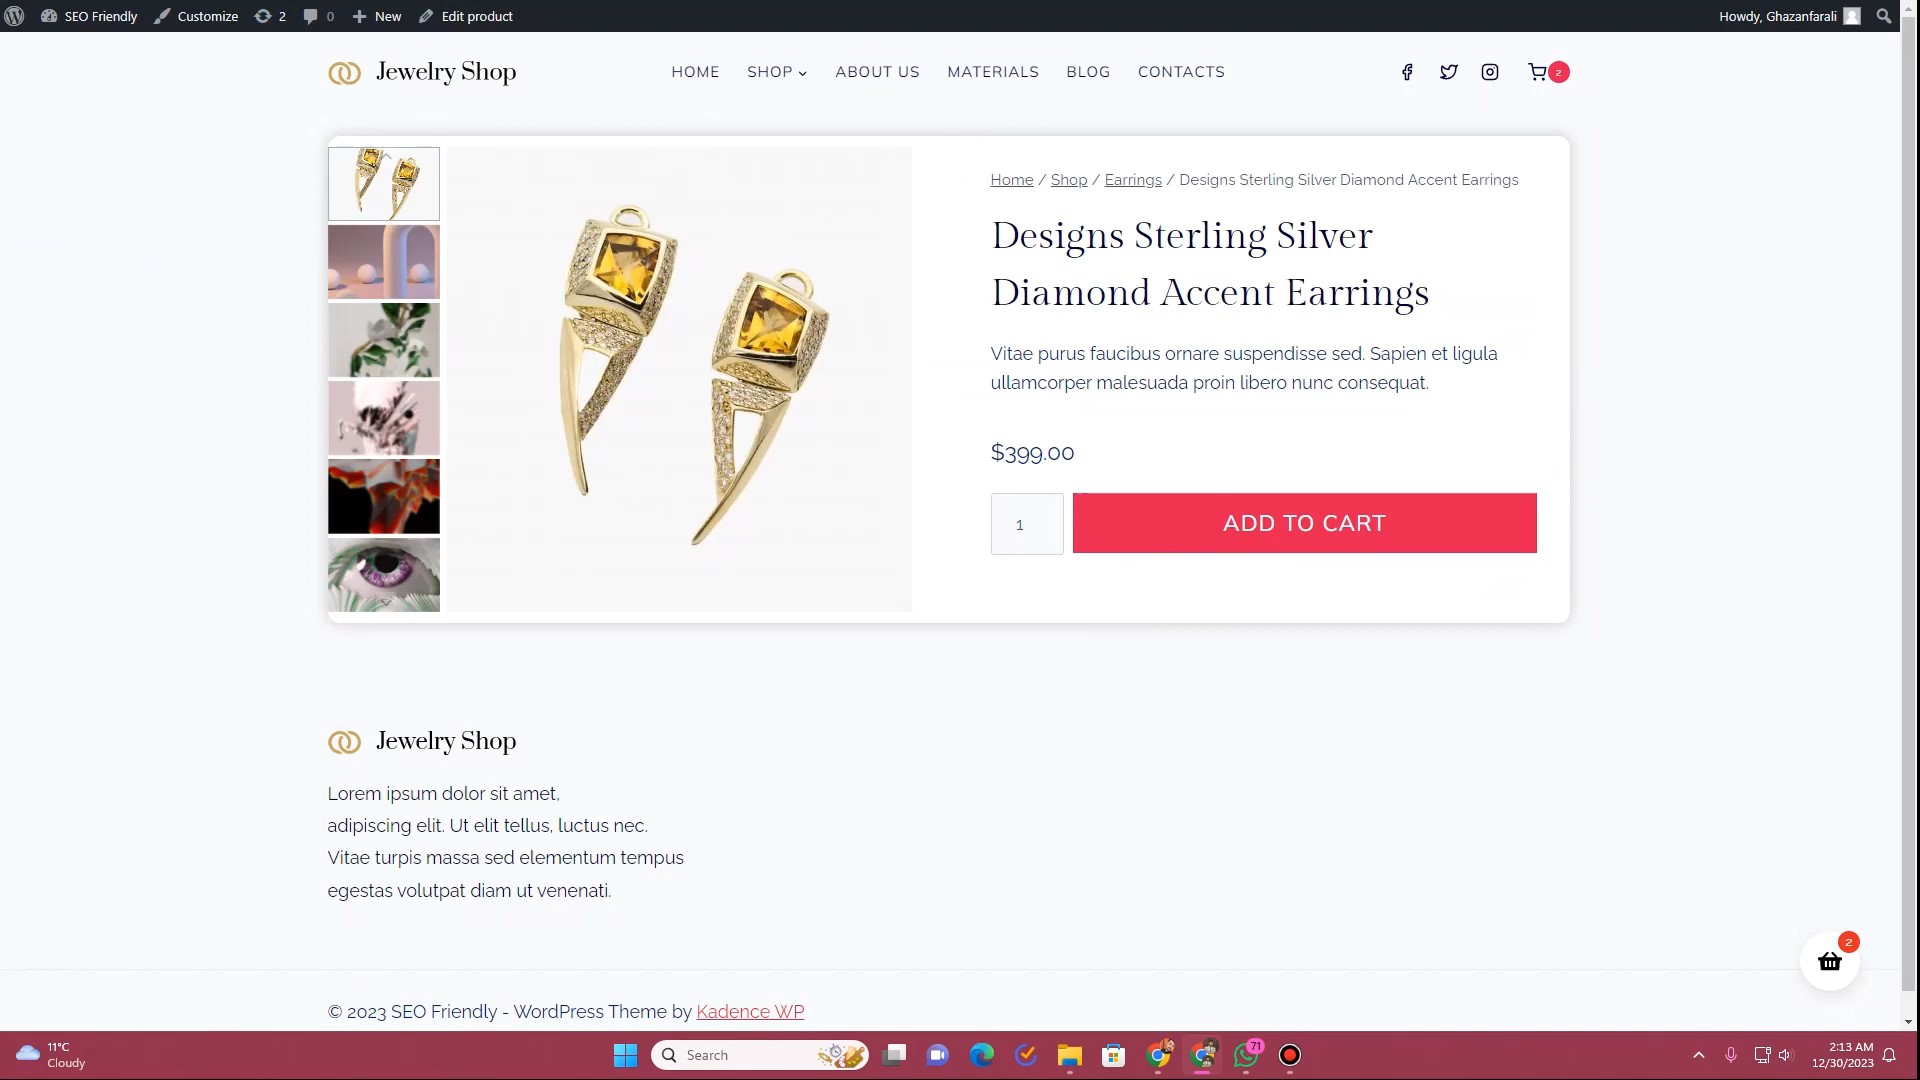 SEO Friendly Customize 2 0 New Edit product Howdy, Ghazanfarali
Jewelry Shop HOME SHOP ABOUT US MATERIALS BLOG CONTACTS 2
Home / Shop / Earrings / Designs Sterling Silver Diamond Accent Earrings
Designs Sterling Silver
Diamond Accent Earrings
Vitae purus faucibus ornare suspendisse sed. Sapien et ligula
ullamcorper malesuada proin libero nunc consequat.
$399.00
1 ADD TO CART
Jewelry Shop
Lorem ipsum dolor sit amet,
adipiscing elit. Ut elit tellus, luctus nec.
Vitae turpis massa sed elementum tempus
egestas volutpat diam ut venenati.
2
© 2023 SEO Friendly - WordPress Theme by Kadence WP
11°C
Cloudy
Search
71
2:13 AM
12/30/2023